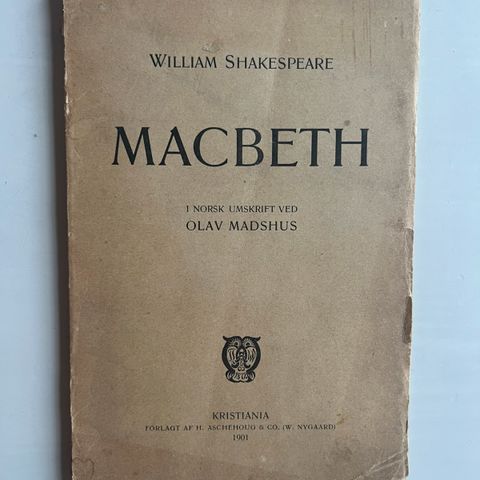 WILLIAM SHAKESPEARE
MACBETH
I NORSK UMSKRIFT VED
OLAV MADSHUS
KRISTIANIA
FORLAGT AF H. ASCHEHOUG & CO. (W. NYGAARD)
1901